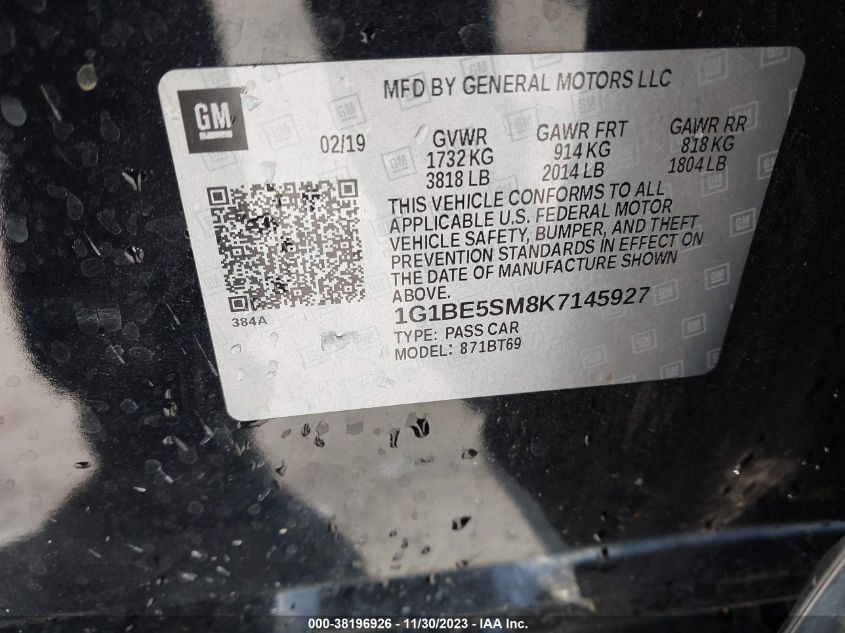 MFD BY GENERAL MOTORS LLC
GM
02/19
GVWR
1732 KG
3818 LB
GAWR FRT
914 KG
2014 LB
GAWR RR
818 KG
1804 LB
THIS VEHICLE CONFORMS TO ALL
APPLICABLE U.S. FEDERAL MOTOR
VEHICLE SAFETY, BUMPER, AND THEFT
PREVENTION STANDARDS IN EFFECT ON
THE DATE OF MANUFACTURE SHOWN
ABOVE.
384A
1G1BE5SM8K7145927
TYPE: PASS CAR
MODEL: 871BT69
000-38196926 - 11/30/2023 - © IAA Inc.